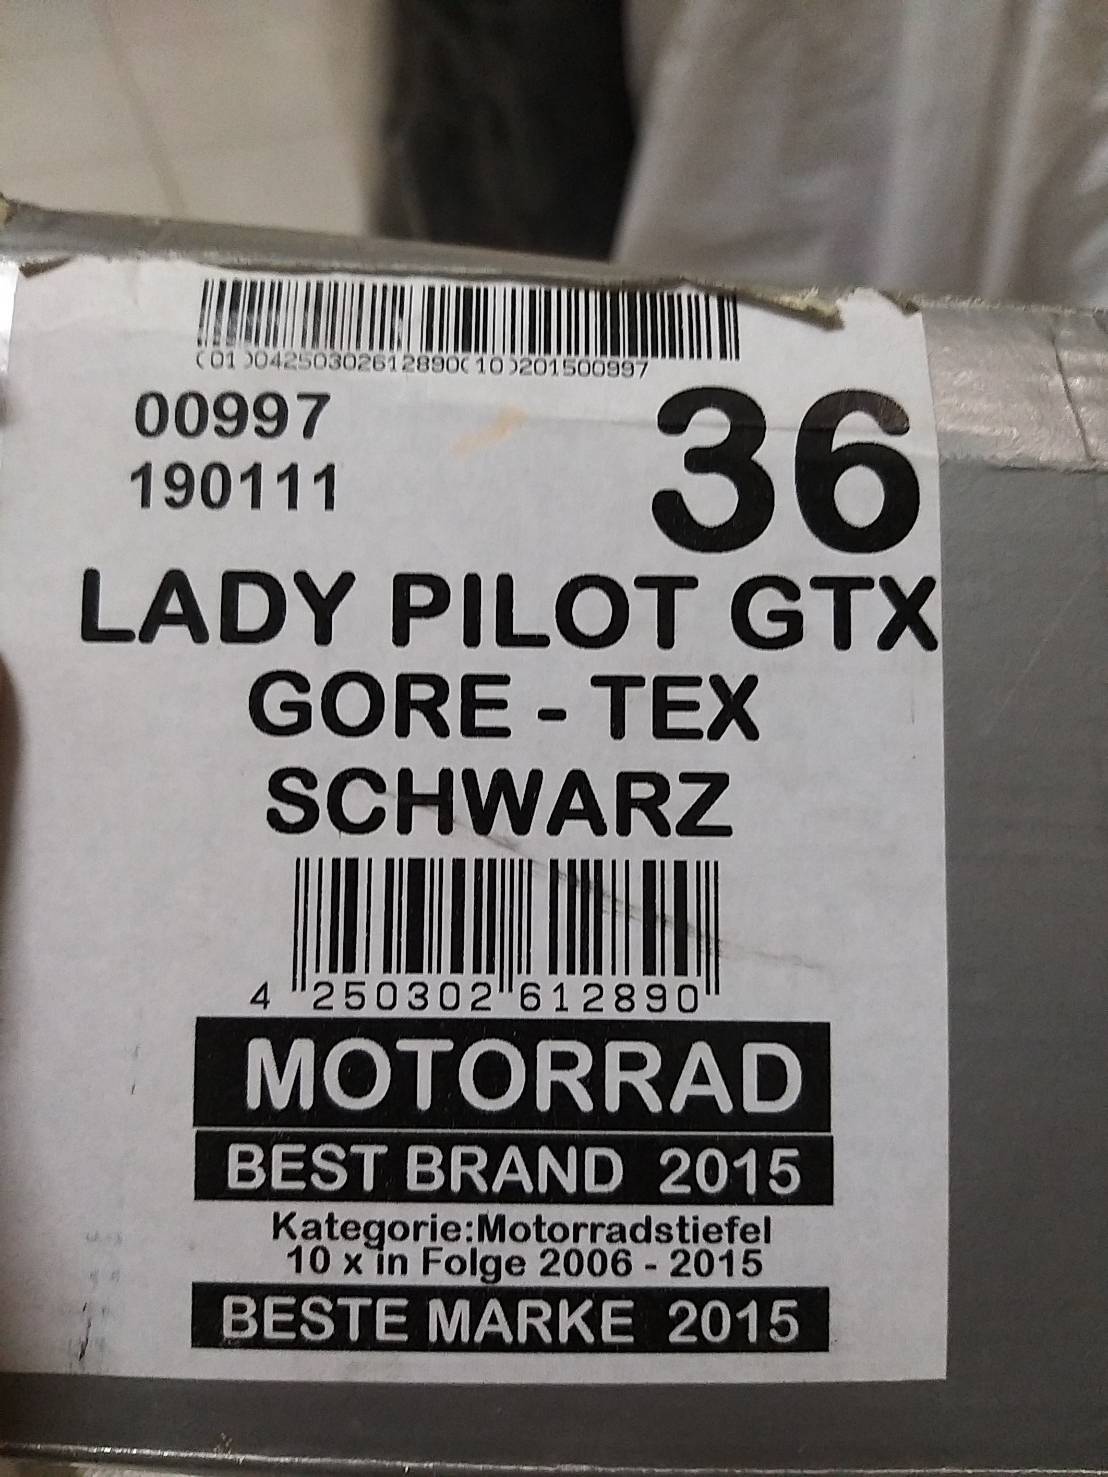 (01)04250302612890(10)201500997
00997
190111
36
LADY PILOT GTX
GORE - TEX
SCHWARZ
4 250302 612890
MOTORRAD
BEST BRAND 2015
Kategorie:Motorradstiefel
10 x in Folge 2006 - 2015
BESTE MARKE 2015